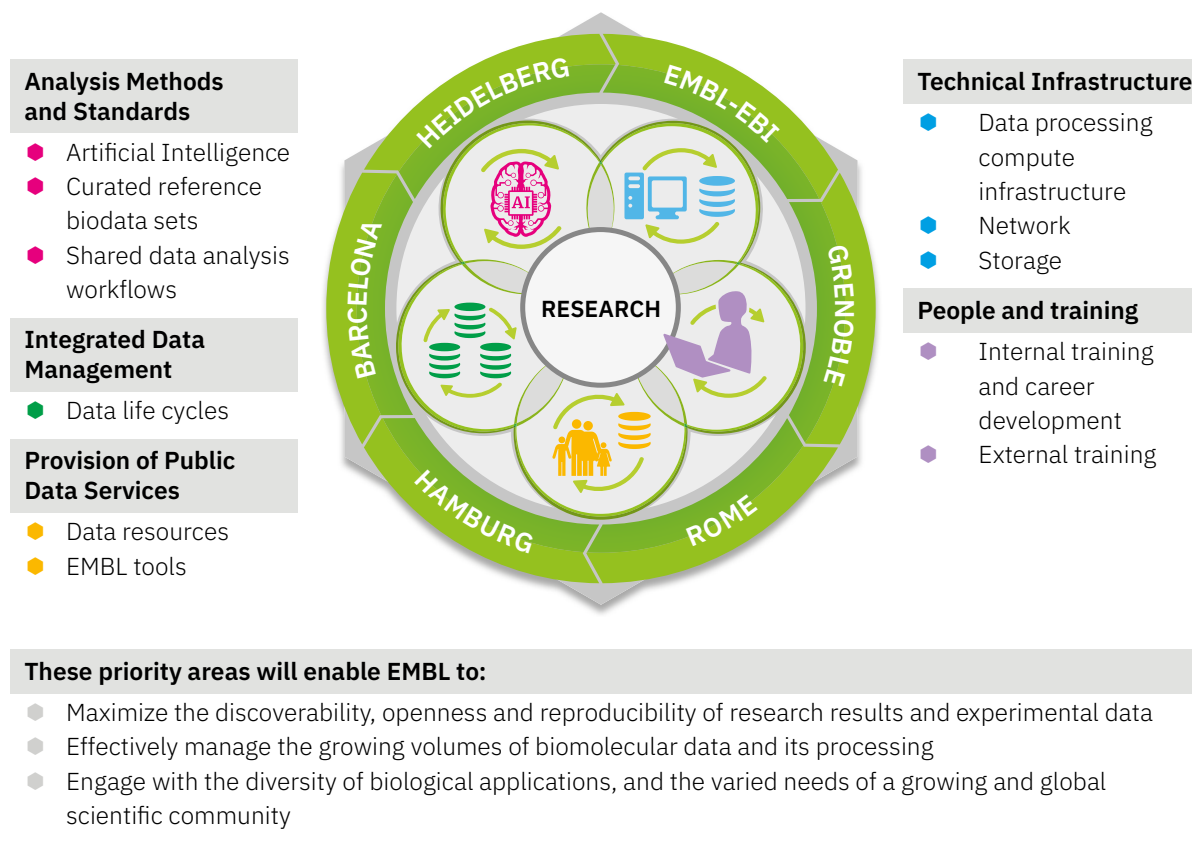 Analysis Methods
and Standards
Artificial Intelligence
Curated reference
biodata sets
Shared data analysis
workflows
Integrated Data
Management
Data life cycles
Provision of Public
Data Services
Data resources
EMBL tools
HEIDELBERG
EMBL-EBI
GRENOBLE
ROME
HAMBURG
BARCELONA
AI
RESEARCH
Technical Infrastructure
Data processing
compute
infrastructure
Network
Storage
People and training
Internal training
and career
development
External training
These priority areas will enable EMBL to:
Maximize the discoverability, openness and reproducibility of research results and experimental data
Effectively manage the growing volumes of biomolecular data and its processing
Engage with the diversity of biological applications, and the varied needs of a growing and global
scientific community